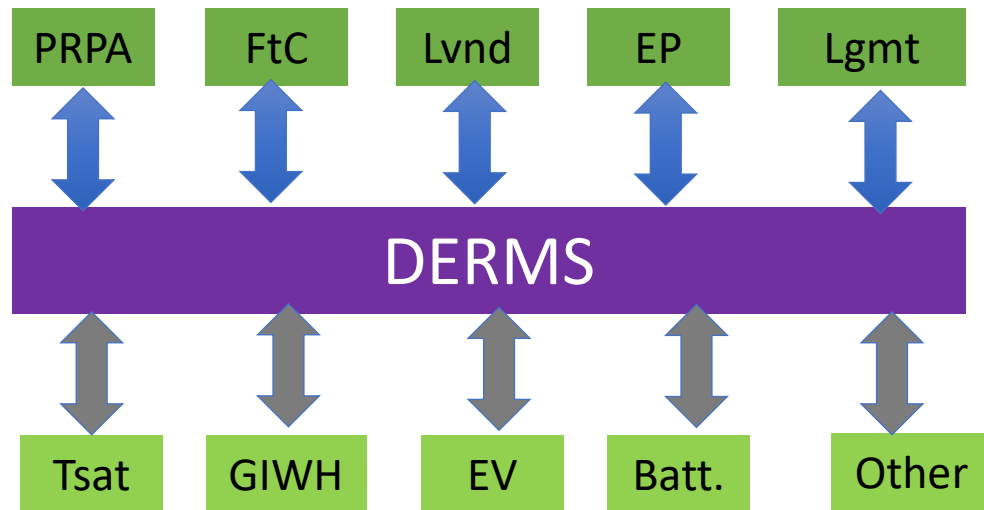 PRPA
FtC
Lvnd
EP
Lgmt
DERMS
Tsat
GIWH
EV
Batt.
Other